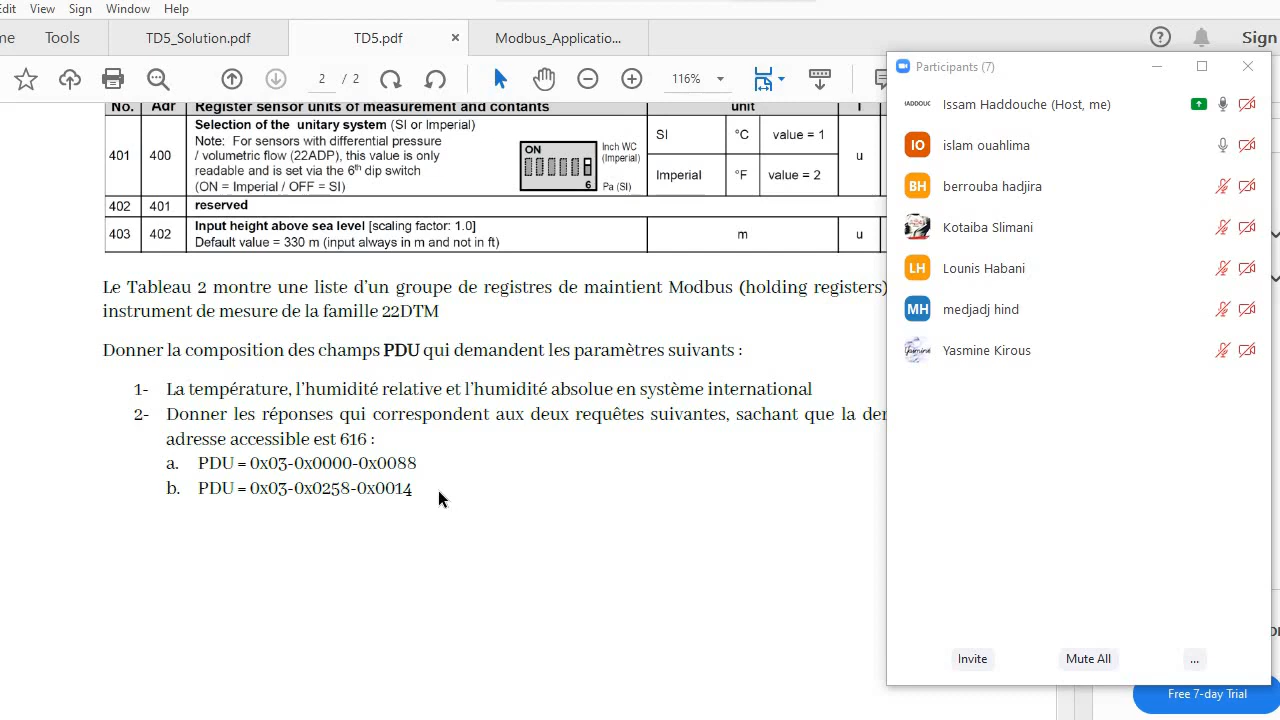 Edit View Sign Window Help
me Tools TD5_Solution.pdf TD5.pdf × Modbus_Applicatio...
Sign
2 / 2 116%
No. Adr Register sensor units of measurement and contants unit
401 400 Selection of the unitary system (SI or Imperial)
Note: For sensors with differential pressure
/ volumetric flow (22ADP), this value is only
readable and is set via the 6th dip switch
(ON = Imperial / OFF = SI)
ON
6
Inch WC
(Imperial)
Pa (SI)
SI °C value = 1
Imperial °F value = 2
u
402 401 reserved
403 402 Input height above sea level [scaling factor: 1.0]
Default value = 330 m (input always in m and not in ft)
m u
Le Tableau 2 montre une liste d'un groupe de registres de maintient Modbus (holding registers)
instrument de mesure de la famille 22DTM
Donner la composition des champs PDU qui demandent les paramètres suivants :
1- La température, l'humidité relative et l'humidité absolue en système international
2- Donner les réponses qui correspondent aux deux requêtes suivantes, sachant que la der
adresse accessible est 616 :
a. PDU = 0x03-0x0000-0x0088
b. PDU = 0x03-0x0258-0x0014
Participants (7)
HADDOUC Issam Haddouche (Host, me)
IO islam ouahlima
BH berrouba hadjira
Kotaiba Slimani
LH Lounis Habani
MH medjadj hind
Yasmine Yasmine Kirous
Invite Mute All ...
Free 7-day Trial